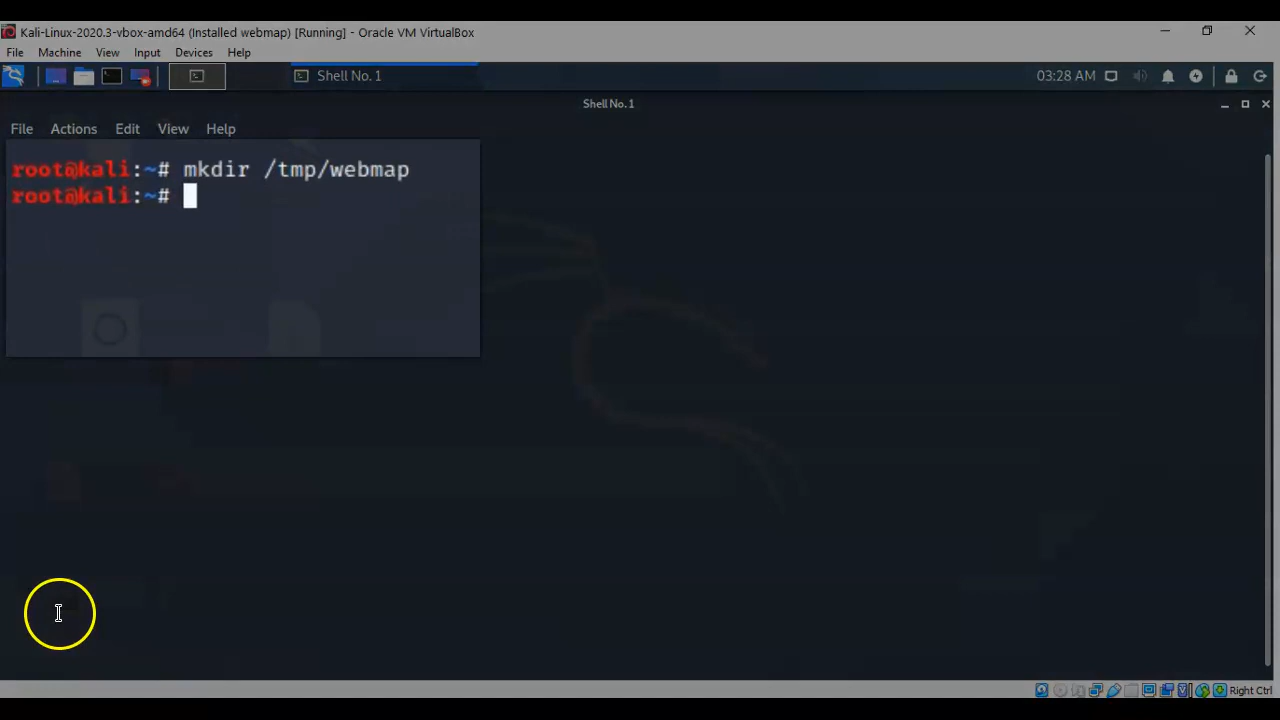 Kali-Linux-2020.3-vbox-amd64 (Installed webmap) [Running] - Oracle VM VirtualBox
File Machine View Input Devices Help
Shell No. 1
03:28 AM
Shell No. 1
File Actions Edit View Help
root@kali:~# mkdir /tmp/webmap
root@kali:~#
Right Ctrl